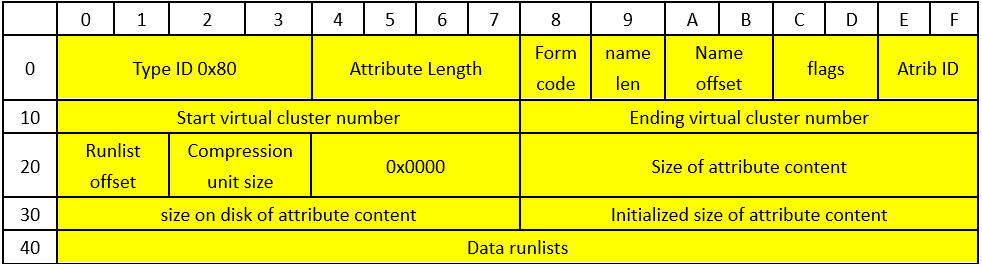 0 1 2 3 4 5 6 7 8 9 A B C D E F
0 Type ID 0x80 Attribute Length Form code name len Name offset flags Atrib ID
10 Start virtual cluster number Ending virtual cluster number
20 Runlist offset Compression unit size 0x0000 Size of attribute content
30 size on disk of attribute content Initialized size of attribute content
40 Data runlists